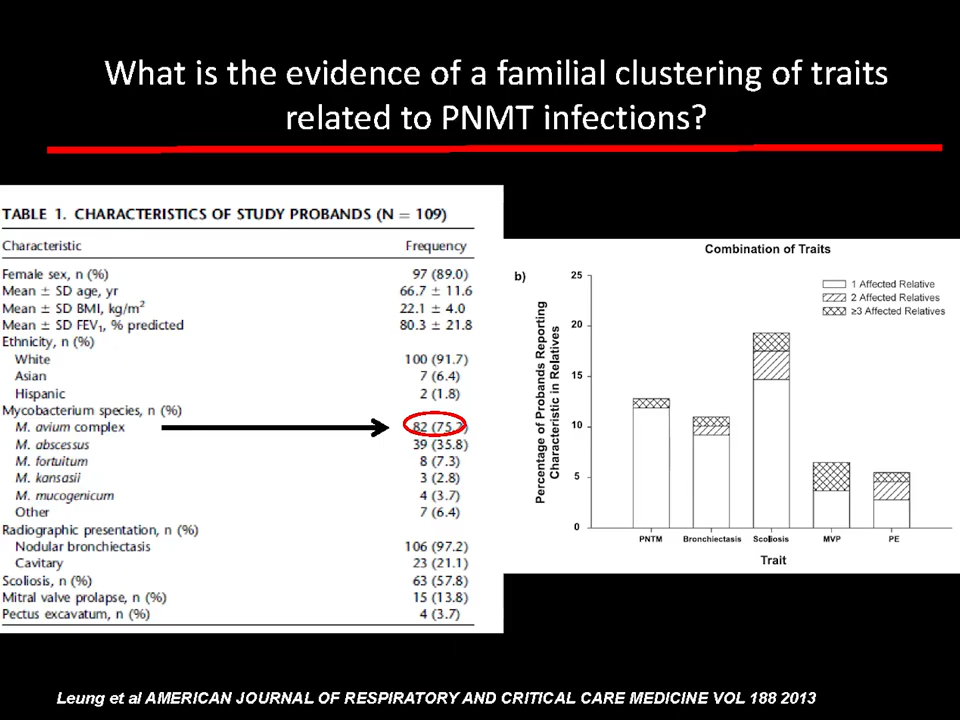 What is the evidence of a familial clustering of traits
related to PNMT infections?
TABLE 1. CHARACTERISTICS OF STUDY PROBANDS (N = 109)
Characteristic Frequency
Female sex, n (%) 97 (89.0)
Mean ± SD age, yr 66.7 ± 11.6
Mean ± SD BMI, kg/m² 22.1 ± 4.0
Mean ± SD FEV₁, % predicted 80.3 ± 21.8
Ethnicity, n (%)
White 100 (91.7)
Asian 7 (6.4)
Hispanic 2 (1.8)
Mycobacterium species, n (%)
M. avium complex 82 (75.2)
M. abscessus 39 (35.8)
M. fortuitum 8 (7.3)
M. kansasii 3 (2.8)
M. mucogenicum 4 (3.7)
Other 7 (6.4)
Radiographic presentation, n (%)
Nodular bronchiectasis 106 (97.2)
Cavitary 23 (21.1)
Scoliosis, n (%) 63 (57.8)
Mitral valve prolapse, n (%) 15 (13.8)
Pectus excavatum, n (%) 4 (3.7)
Combination of Traits
b)
25
20
15
10
5
0
Percentage of Probands Reporting
Characteristic in Relatives
1 Affected Relative
2 Affected Relatives
≥3 Affected Relatives
PNTM Bronchiectasis Scoliosis MVP PE
Trait
Leung et al AMERICAN JOURNAL OF RESPIRATORY AND CRITICAL CARE MEDICINE VOL 188 2013